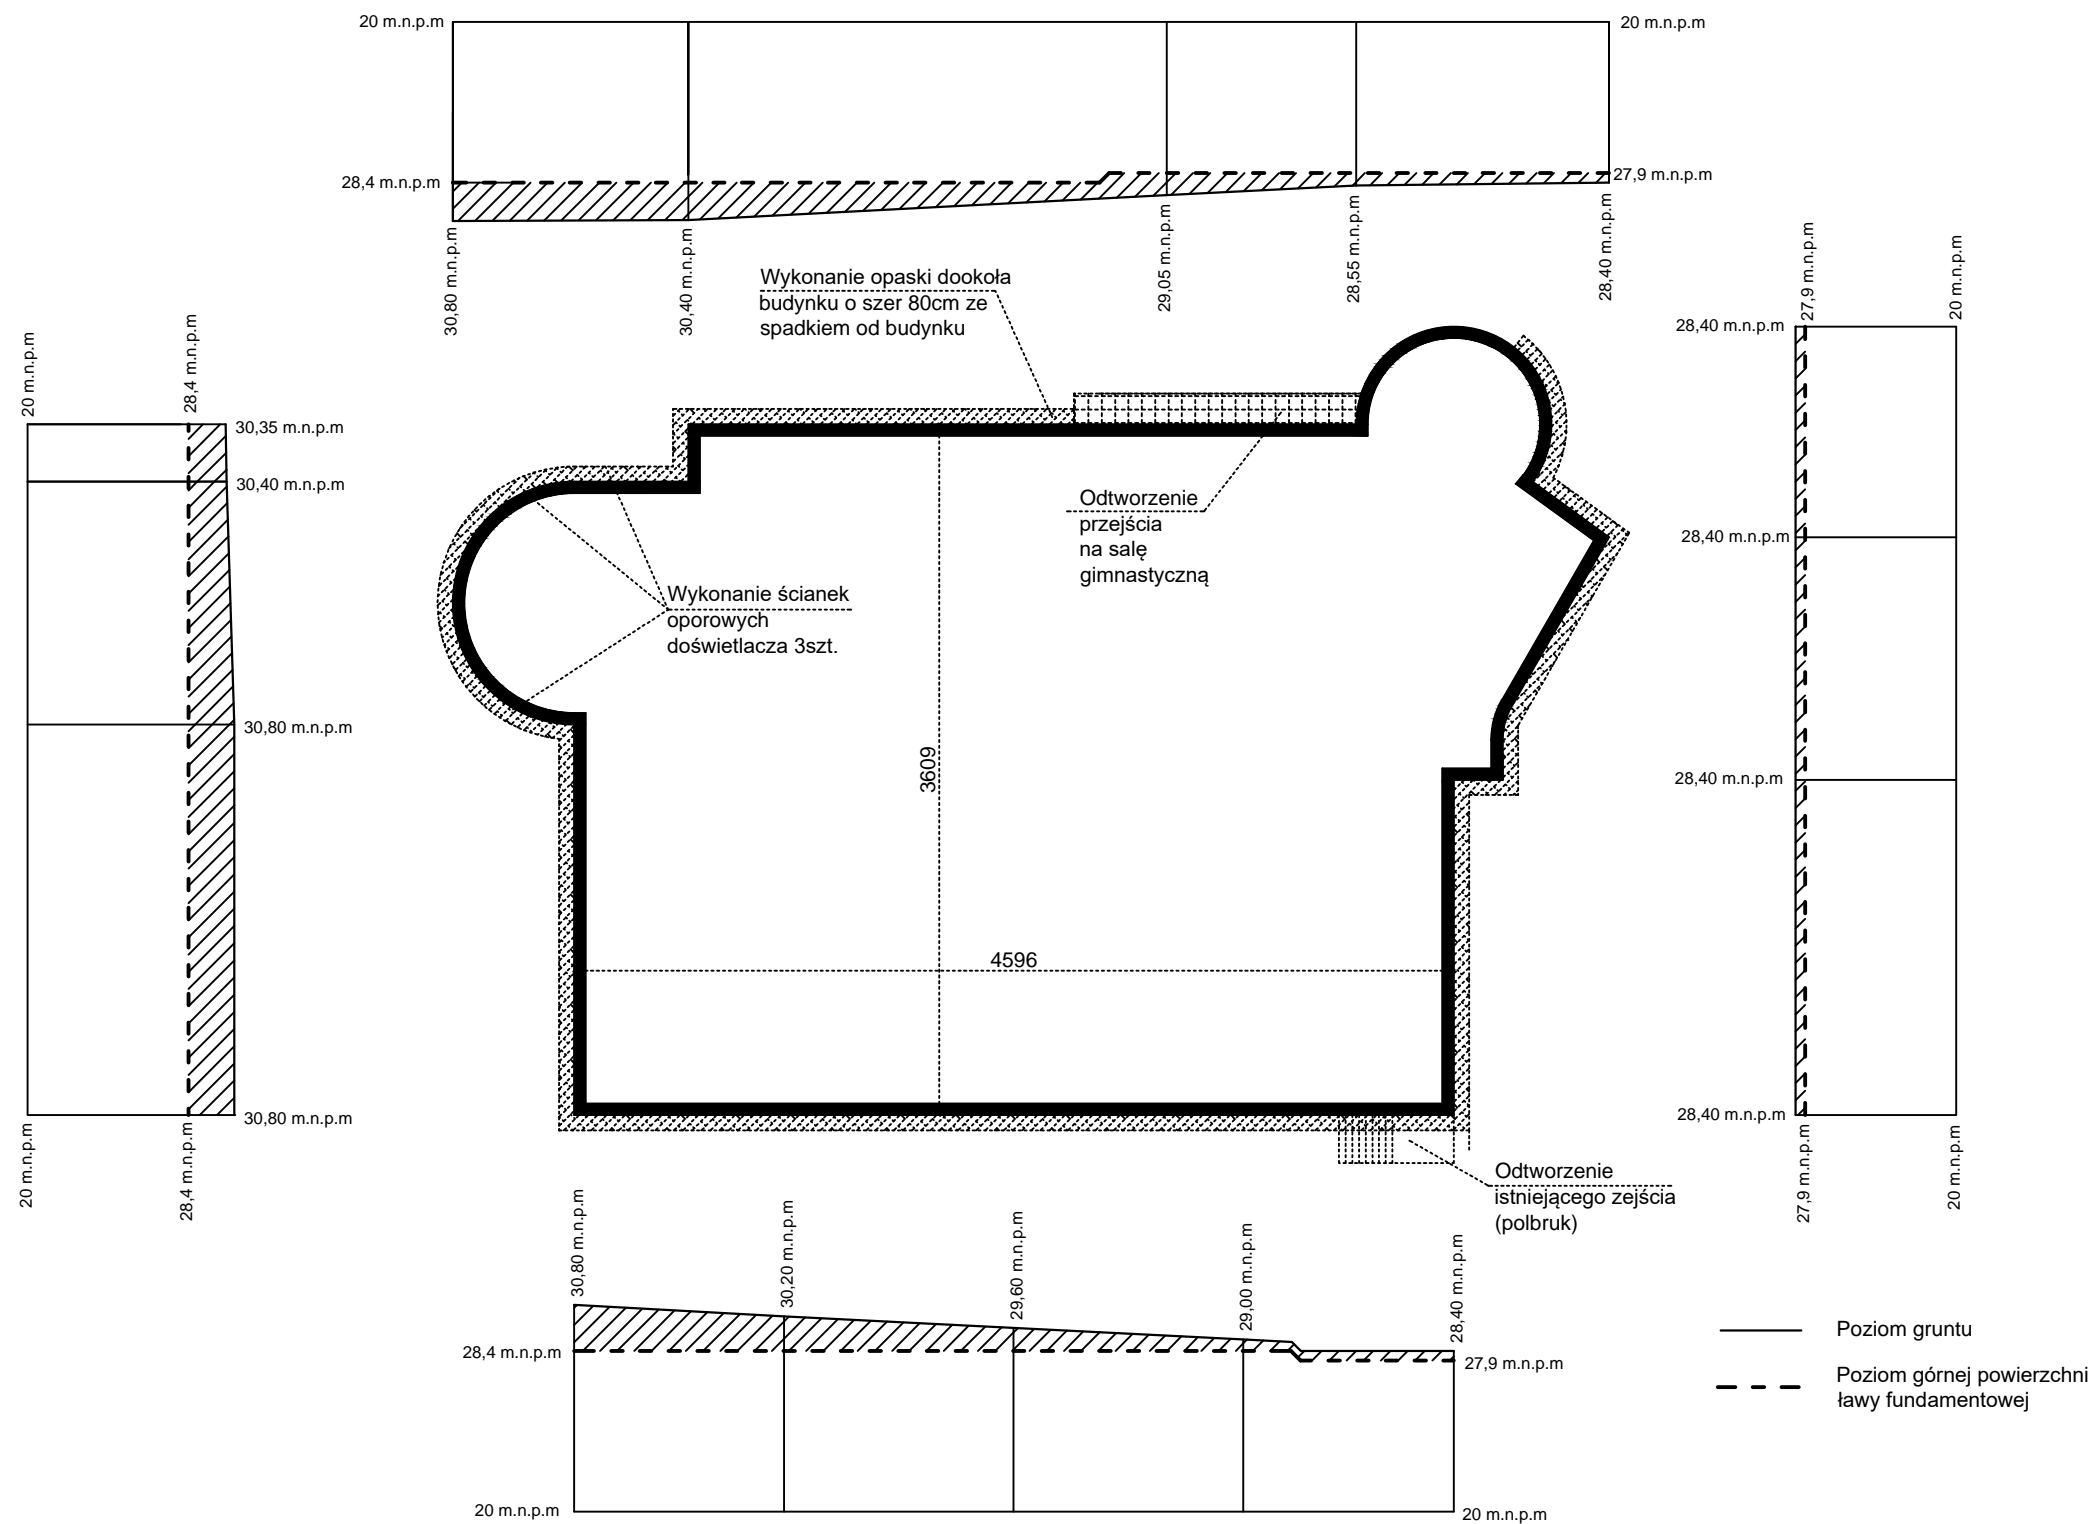 20 m.n.p.m
20 m.n.p.m
28,4 m.n.p.m
27,9 m.n.p.m
30,80 m.n.p.m
30,40 m.n.p.m
29,05 m.n.p.m
28,55 m.n.p.m
28,40 m.n.p.m
Wykonanie opaski dookoła
budynku o szer 80cm ze
spadkiem od budynku
20 m.n.p.m
28,4 m.n.p.m
30,35 m.n.p.m
30,40 m.n.p.m
30,80 m.n.p.m
30,80 m.n.p.m
20 m.n.p.m
28,4 m.n.p.m
27,9 m.n.p.m
20 m.n.p.m
28,40 m.n.p.m
28,40 m.n.p.m
28,40 m.n.p.m
28,40 m.n.p.m
27,9 m.n.p.m
20 m.n.p.m
Odtworzenie
przejścia
na salę
gimnastyczną
Wykonanie ścianek
oporowych
doświetlacza 3szt.
3609
4596
Odtworzenie
istniejącego zejścia
(polbruk)
30,80 m.n.p.m
30,20 m.n.p.m
29,60 m.n.p.m
29,00 m.n.p.m
28,40 m.n.p.m
28,4 m.n.p.m
27,9 m.n.p.m
20 m.n.p.m
20 m.n.p.m
Poziom gruntu
Poziom górnej powierzchni
ławy fundamentowej